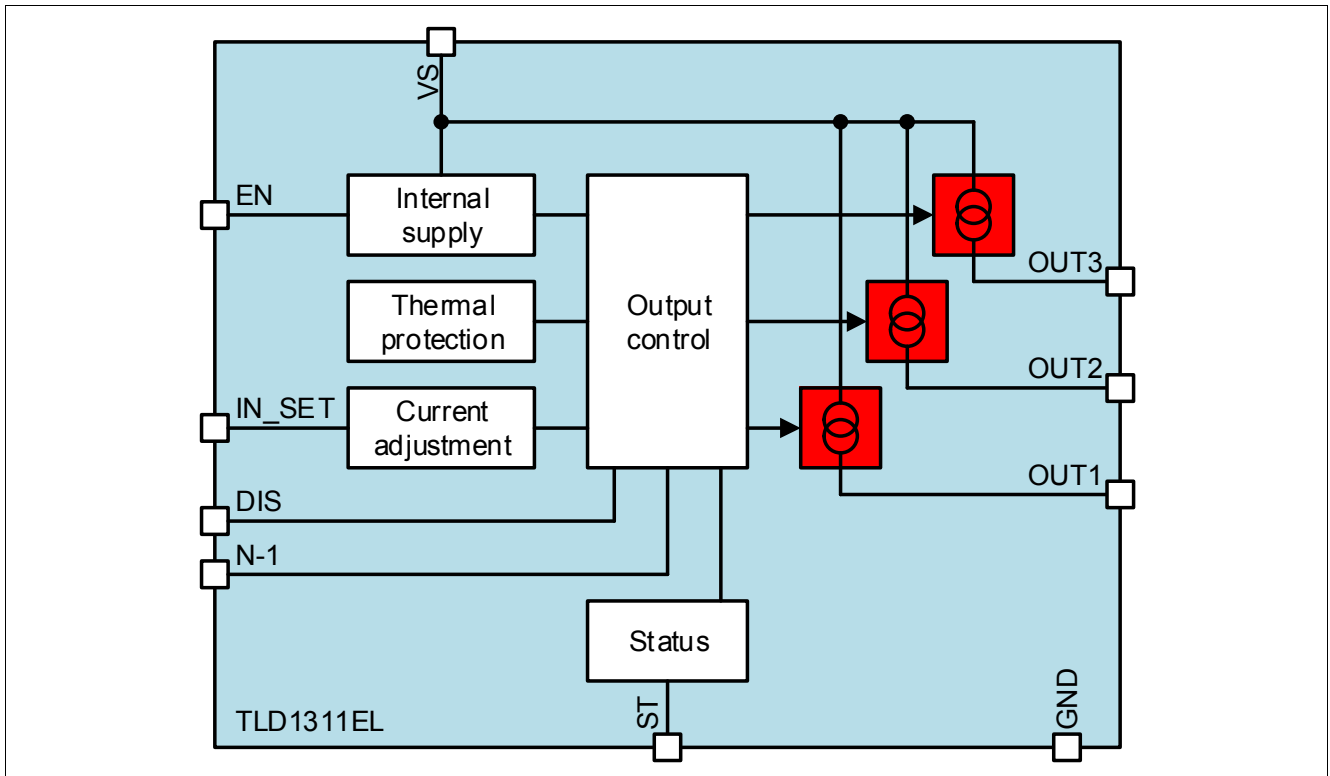 VS
EN
Internal
supply
Thermal
protection
Output
control
OUT3
OUT2
IN_SET
Current
adjustment
OUT1
DIS
N-1
Status
ST
GND
TLD1311EL